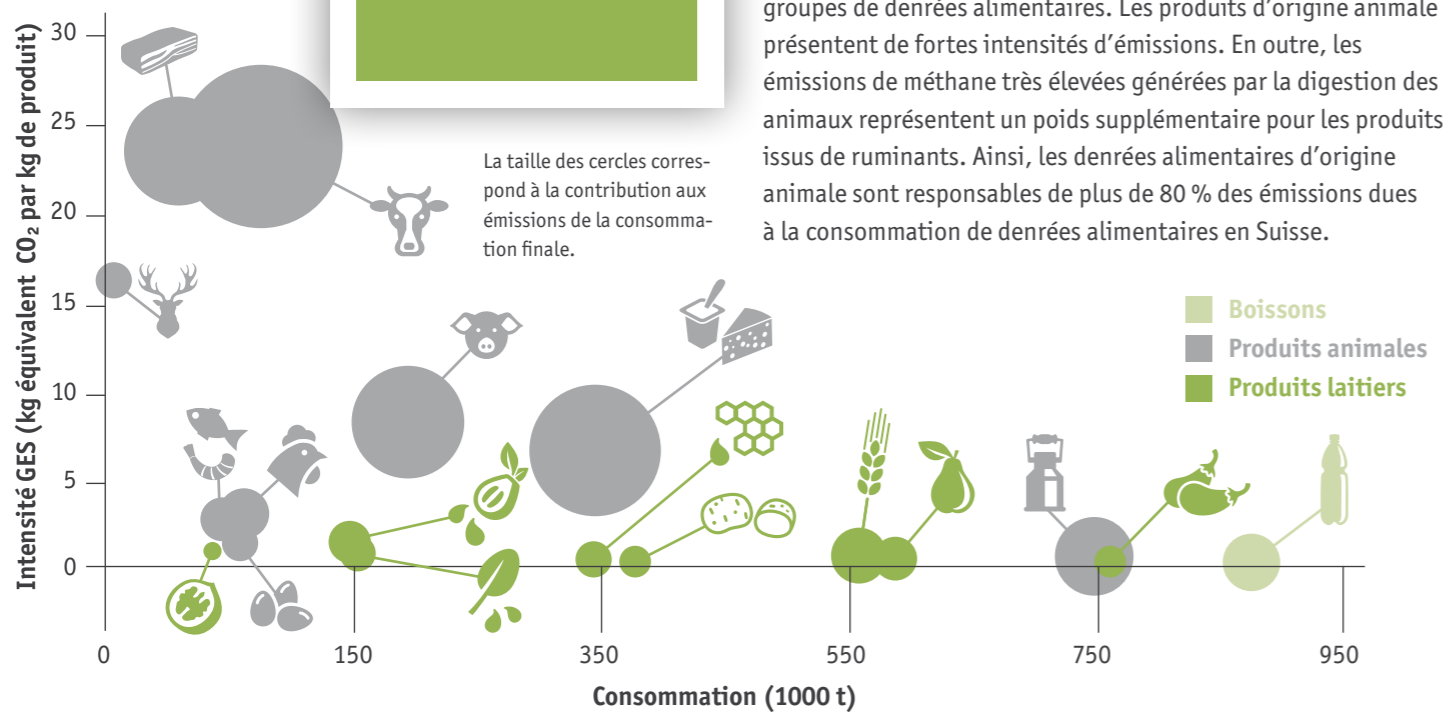 groupes de denrées alimentaires. Les produits d'origine animale
présentent de fortes intensités d'émissions. En outre, les
émissions de méthane très élevées générées par la digestion des
animaux représentent un poids supplémentaire pour les produits
issus de ruminants. Ainsi, les denrées alimentaires d'origine
animale sont responsables de plus de 80 % des émissions dues
à la consommation de denrées alimentaires en Suisse.
La taille des cercles corres-
pond à la contribution aux
émissions de la consomma-
tion finale.
Boissons
Produits animales
Produits laitiers
Intensité GES (kg équivalent CO₂ par kg de produit)
30
25
20
15
10
5
0
0
150
350
550
750
950
Consommation (1000 t)